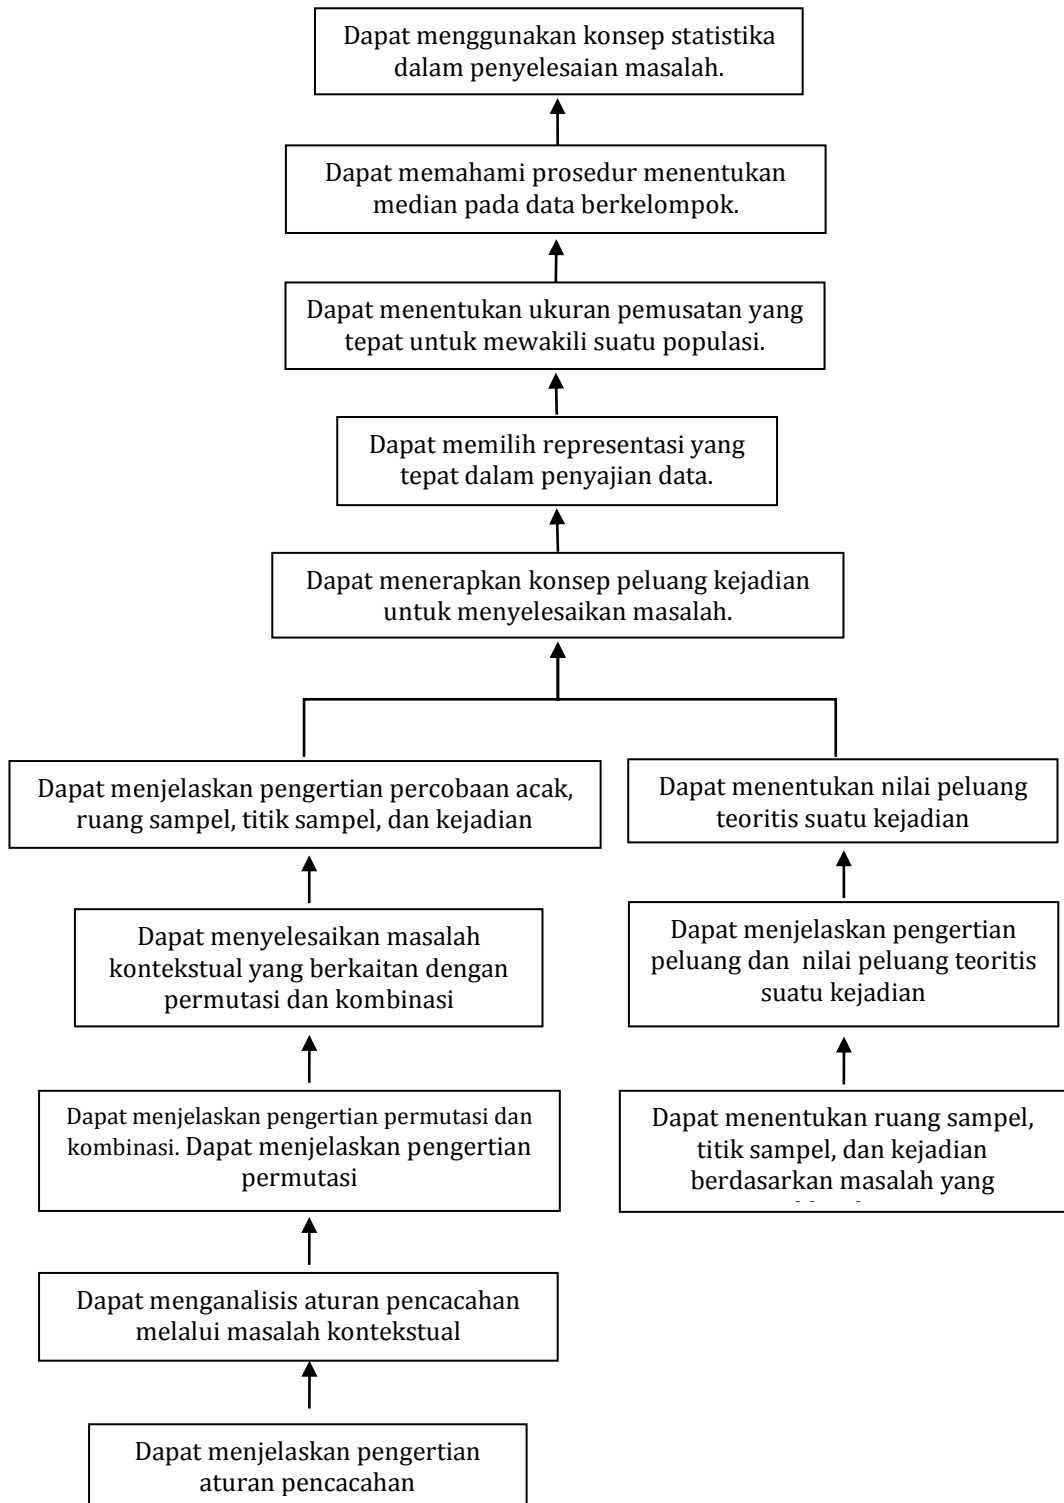 Dapat menggunakan konsep statistika
dalam penyelesaian masalah.
Dapat memahami prosedur menentukan
median pada data berkelompok.
Dapat menentukan ukuran pemusatan yang
tepat untuk mewakili suatu populasi.
Dapat memilih representasi yang
tepat dalam penyajian data.
Dapat menerapkan konsep peluang kejadian
untuk menyelesaikan masalah.
Dapat menjelaskan pengertian percobaan acak,
ruang sampel, titik sampel, dan kejadian
Dapat menyelesaikan masalah
kontekstual yang berkaitan dengan
permutasi dan kombinasi
Dapat menjelaskan pengertian permutasi dan
kombinasi. Dapat menjelaskan pengertian
permutasi
Dapat menganalisis aturan pencacahan
melalui masalah kontekstual
Dapat menjelaskan pengertian
aturan pencacahan
Dapat menentukan nilai peluang
teoritis suatu kejadian
Dapat menjelaskan pengertian
peluang dan  nilai peluang teoritis
suatu kejadian
Dapat menentukan ruang sampel,
titik sampel, dan kejadian
berdasarkan masalah yang